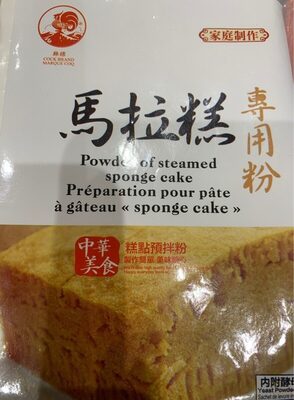 雄雞
COCK BRAND
MARQUE COQ
家庭制作
馬拉糕
專用粉
Powder of steamed
sponge cake
Préparation pour pâte
à gâteau « sponge cake »
中華
美食
糕點預拌粉
內附酵母
Yeast Powder